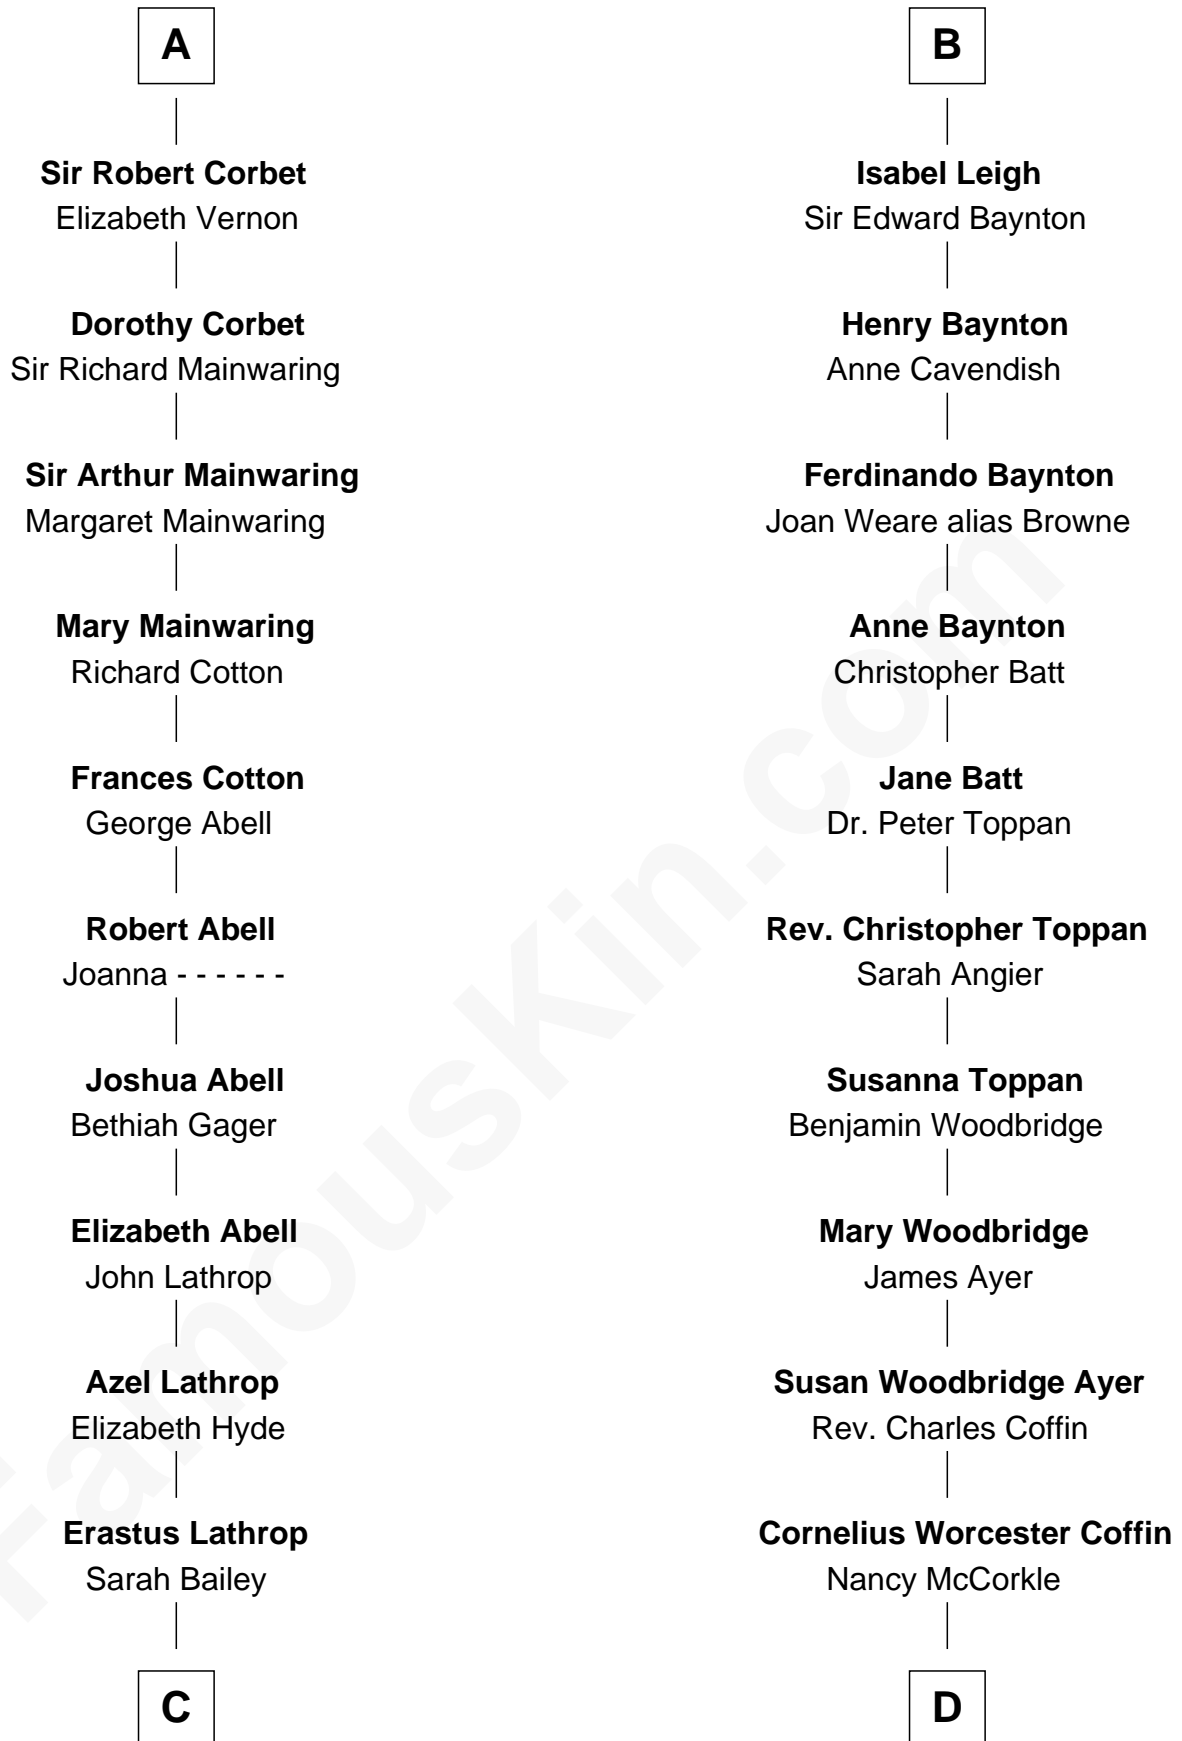 A
Sir Robert Corbet
Elizabeth Vernon
Dorothy Corbet
Sir Richard Mainwaring
Sir Arthur Mainwaring
Margaret Mainwaring
Mary Mainwaring
Richard Cotton
Frances Cotton
George Abell
Robert Abell
Joanna - - - - - -
Joshua Abell
Bethiah Gager
Elizabeth Abell
John Lathrop
Azel Lathrop
Elizabeth Hyde
Erastus Lathrop
Sarah Bailey
C
B
Isabel Leigh
Sir Edward Baynton
Henry Baynton
Anne Cavendish
Ferdinando Baynton
Joan Weare alias Browne
Anne Baynton
Christopher Batt
Jane Batt
Dr. Peter Toppan
Rev. Christopher Toppan
Sarah Angier
Susanna Toppan
Benjamin Woodbridge
Mary Woodbridge
James Ayer
Susan Woodbridge Ayer
Rev. Charles Coffin
Cornelius Worcester Coffin
Nancy McCorkle
D
FamousKin.com